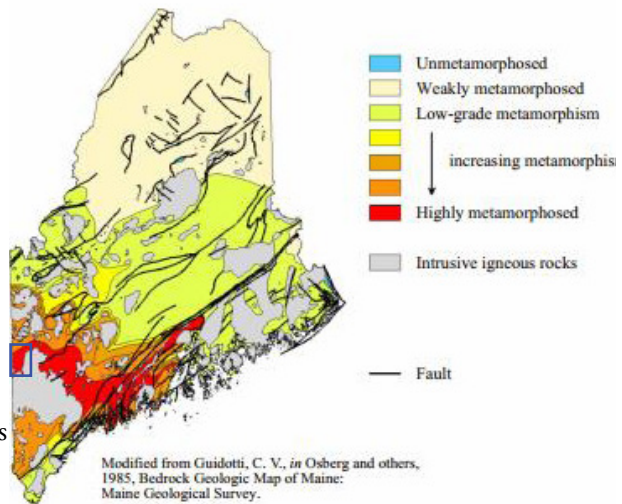 Unmetamorphosed
Weakly metamorphosed
Low-grade metamorphism
increasing metamorphis
Highly metamorphosed
Intrusive igneous rocks
Fault
s
Modified from Guidotti, C. V., in Osberg and others,
1985, Bedrock Geologic Map of Maine:
Maine Geological Survey.